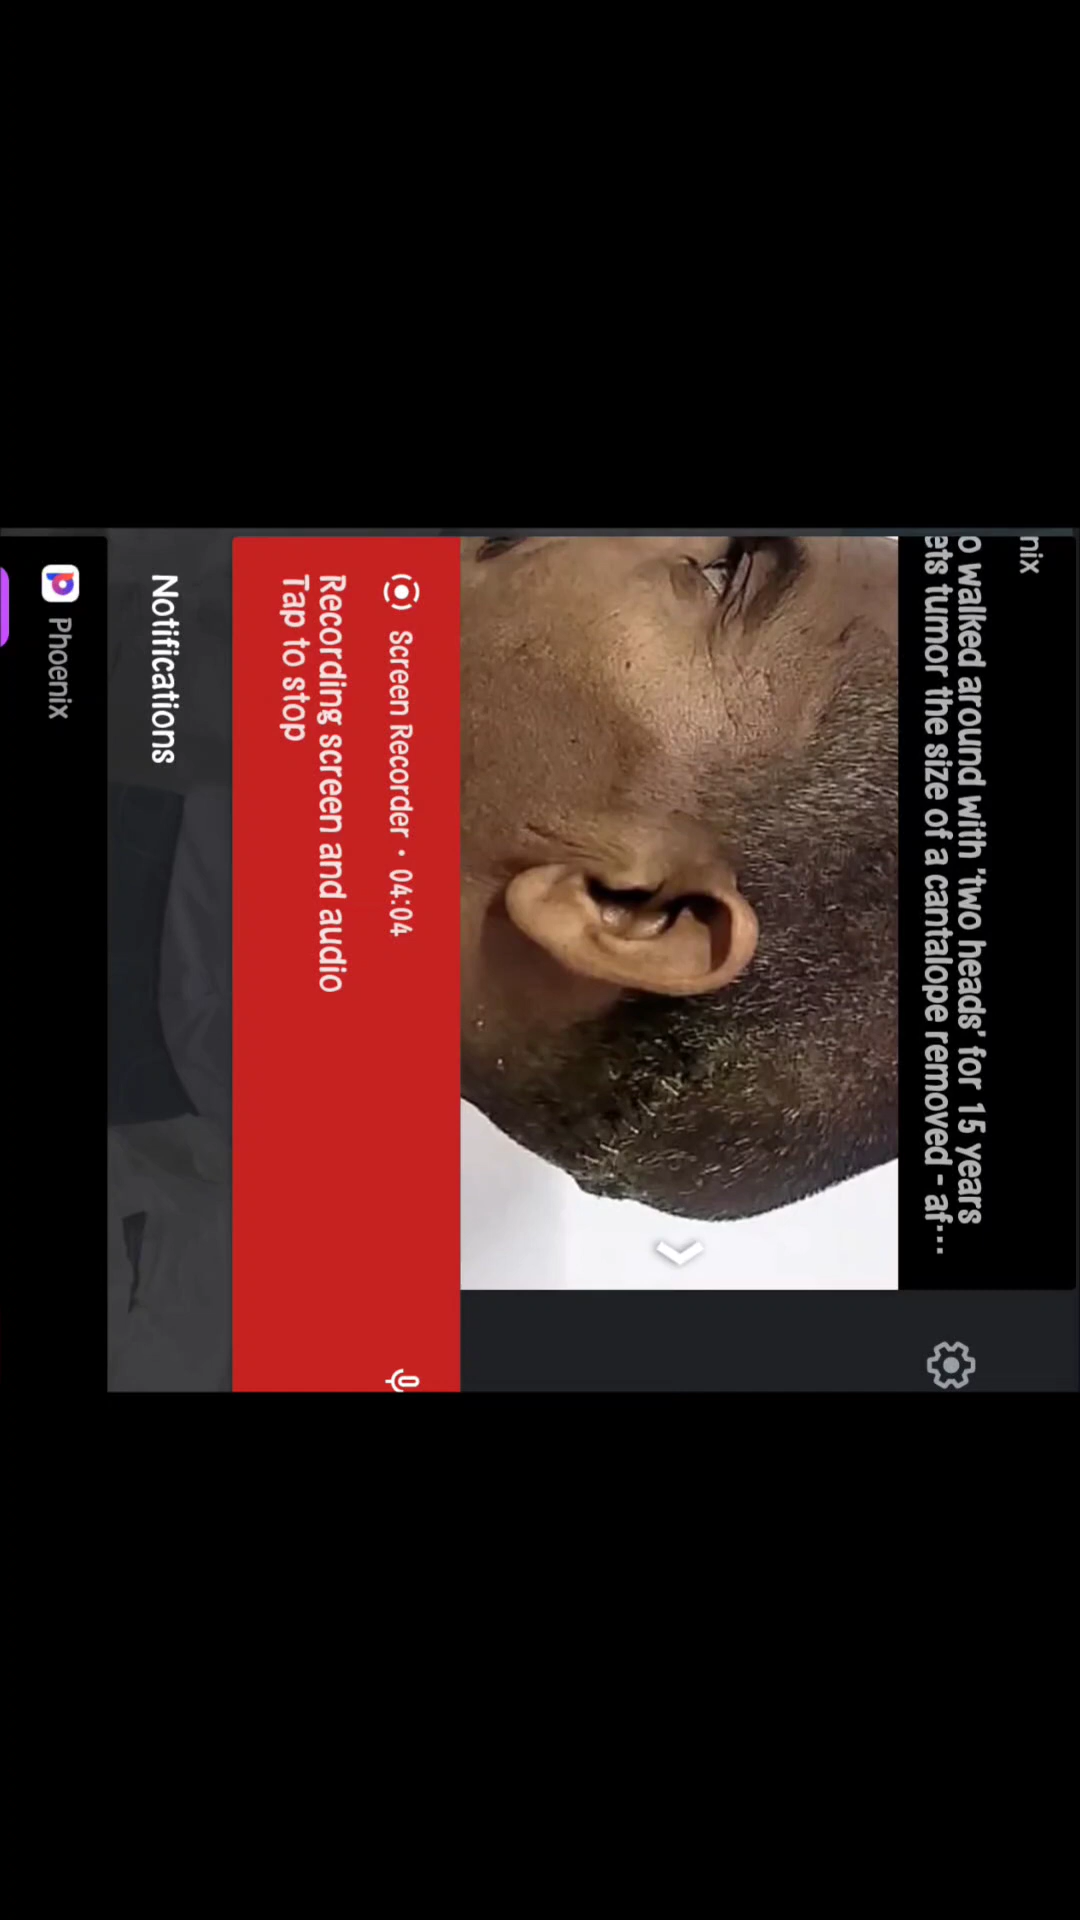 nix
o walked around with 'two heads' for 15 years
ets tumor the size of a cantalope removed - af...
Screen Recorder • 04:04
Recording screen and audio
Tap to stop
Notifications
Phoenix